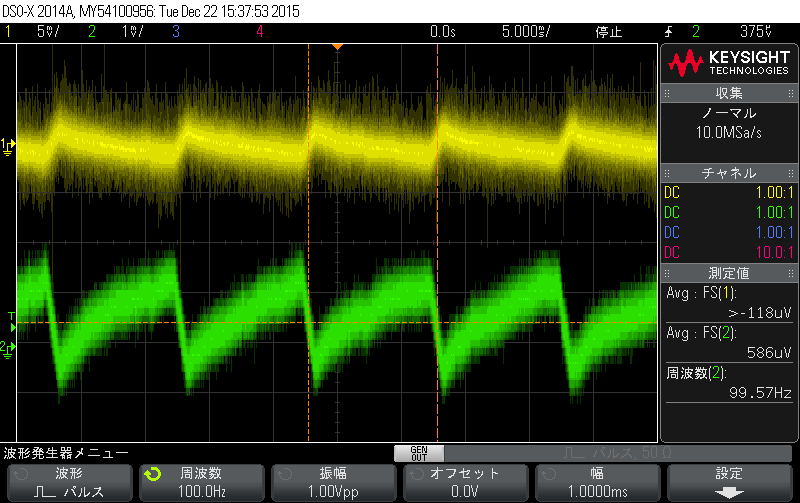 DSO-X 2014A, MY54100956: Tue Dec 22 15:37:53 2015
1 5mV/ 2 1mV/ 3 4 0.0s 5.000ms/ 停止 2 375mV
KEYSIGHT
TECHNOLOGIES
収集
ノーマル
10.0MSa/s
チャネル
DC 1.00:1
DC 1.00:1
DC 1.00:1
DC 10.0:1
測定値
Avg : FS(1):
>-118uV
Avg : FS(2):
586uV
周波数(2):
99.57Hz
1
T
2
波形発生器メニュー
GEN OUT
パルス, 50 Ω
波形
パルス
周波数
100.0Hz
振幅
1.00Vpp
オフセット
0.0V
幅
1.0000ms
設定